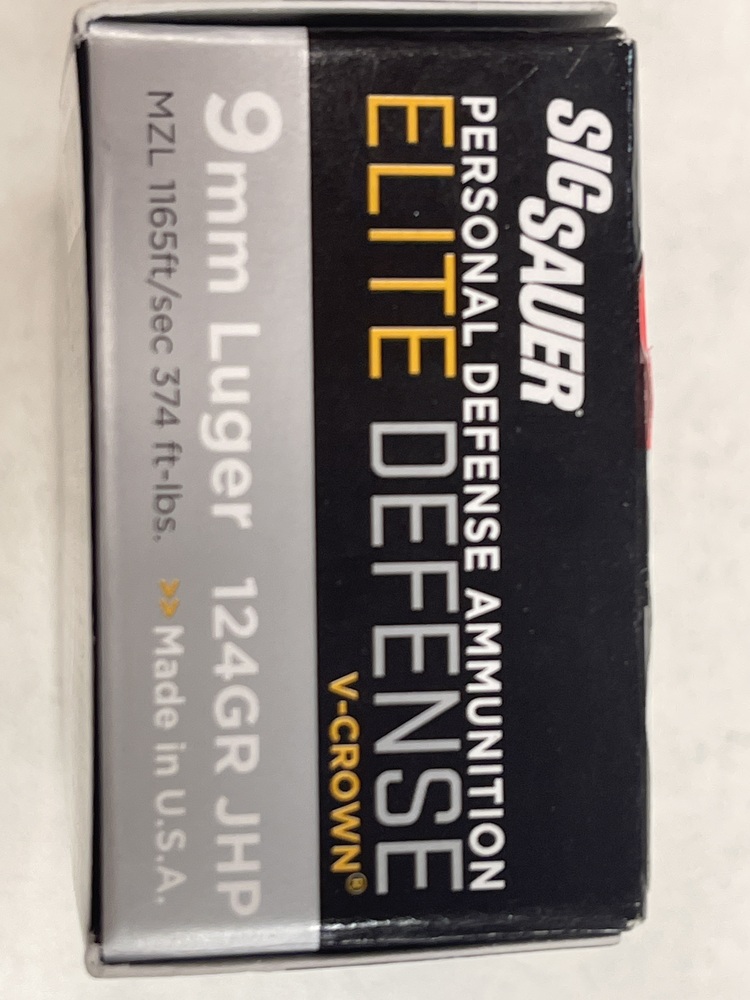 SIG SAUER
PERSONAL DEFENSE AMMUNITION
ELITE DEFENSE
V-CROWN®
9mm Luger 124GR JHP
MZL 1165ft/sec 374 ft-lbs. >> Made in U.S.A.